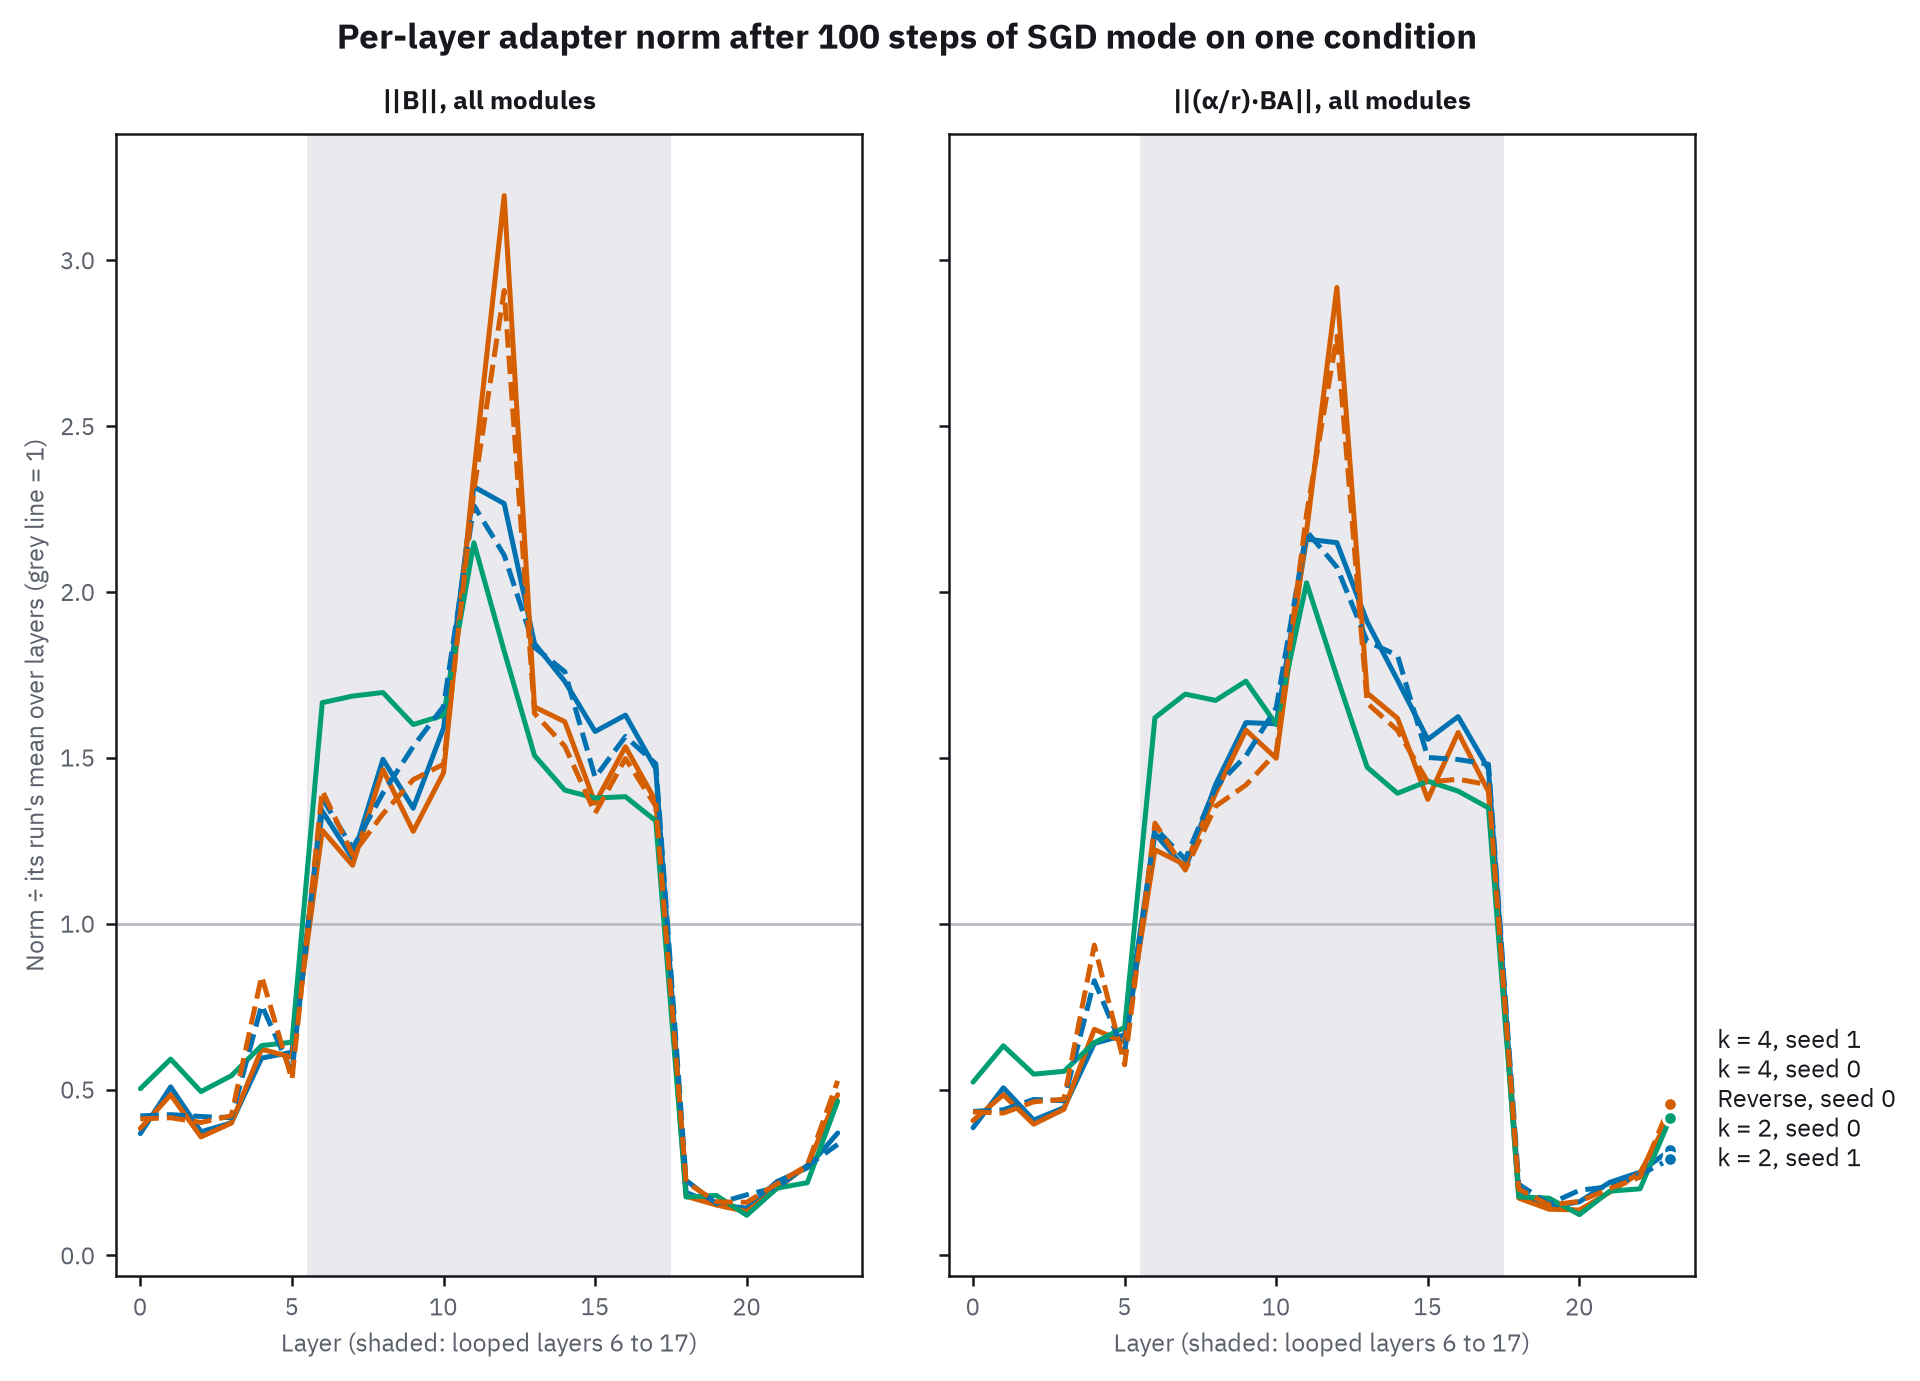 Per-layer adapter norm after 100 steps of SGD mode on one condition
||B||, all modules
||(α/r)·BA||, all modules
Norm ÷ its run's mean over layers (grey line = 1)
3.0
2.5
2.0
1.5
1.0
0.5
0.0
0 5 10 15 20
0 5 10 15 20
Layer (shaded: looped layers 6 to 17)
Layer (shaded: looped layers 6 to 17)
k = 4, seed 1
k = 4, seed 0
Reverse, seed 0
k = 2, seed 0
k = 2, seed 1